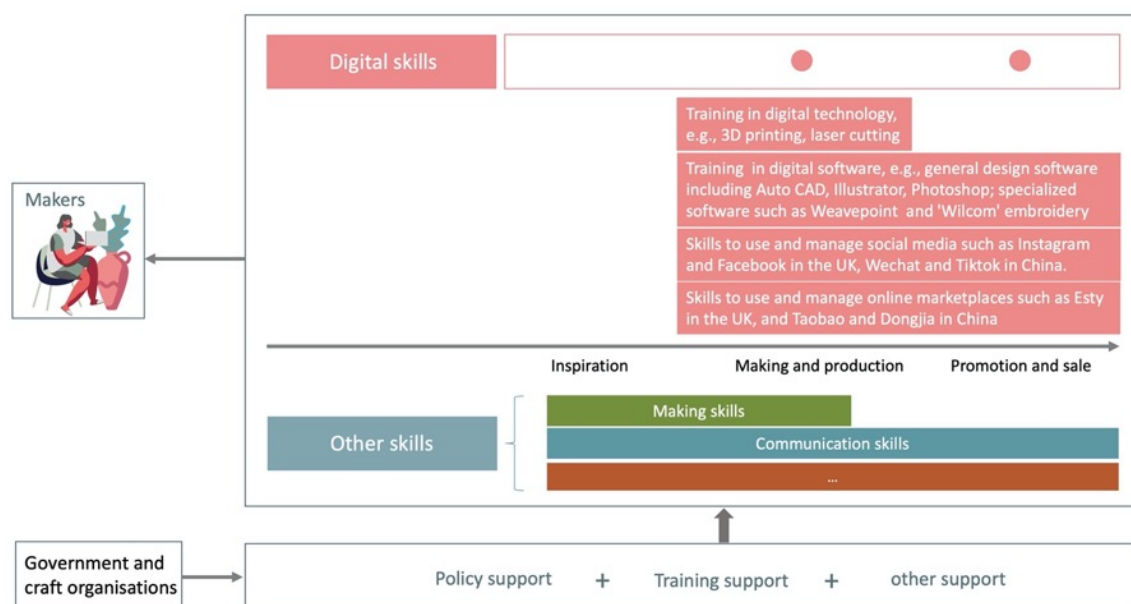 Digital skills
Training in digital technology,
e.g., 3D printing, laser cutting
Training in digital software, e.g., general design software
including Auto CAD, Illustrator, Photoshop; specialized
software such as Weavepoint and 'Wilcom' embroidery
Makers
Skills to use and manage social media such as Instagram
and Facebook in the UK, Wechat and Tiktok in China.
Skills to use and manage online marketplaces such as Esty
in the UK, and Taobao and Dongjia in China
Inspiration
Making and production
Promotion and sale
Other skills
Making skills
Communication skills
...
Government and
craft organisations
Policy support + Training support + other support